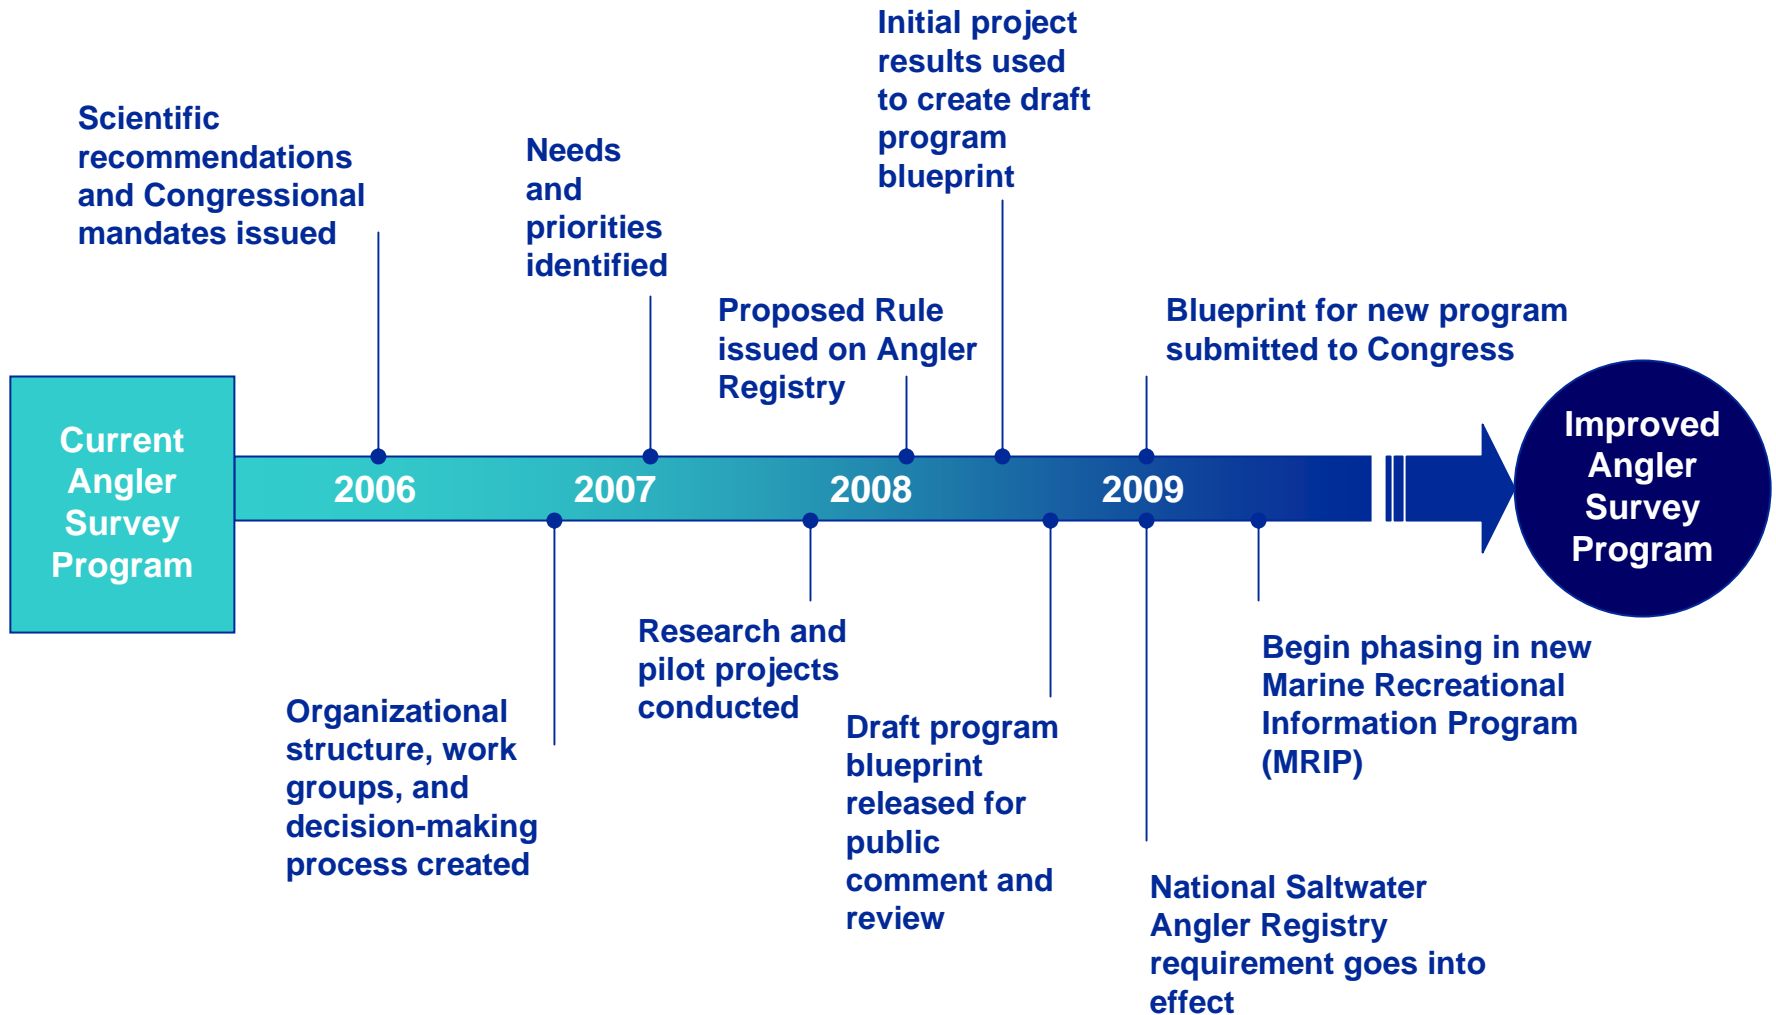 Initial project
results used
to create draft
program
blueprint
Scientific
recommendations
and Congressional
mandates issued
Needs
and
priorities
identified
Proposed Rule
issued on Angler
Registry
Blueprint for new program
submitted to Congress
Current
Angler
Survey
Program
2006
2007
2008
2009
Improved
Angler
Survey
Program
Organizational
structure, work
groups, and
decision-making
process created
Research and
pilot projects
conducted
Draft program
blueprint
released for
public
comment and
review
Begin phasing in new
Marine Recreational
Information Program
(MRIP)
National Saltwater
Angler Registry
requirement goes into
effect